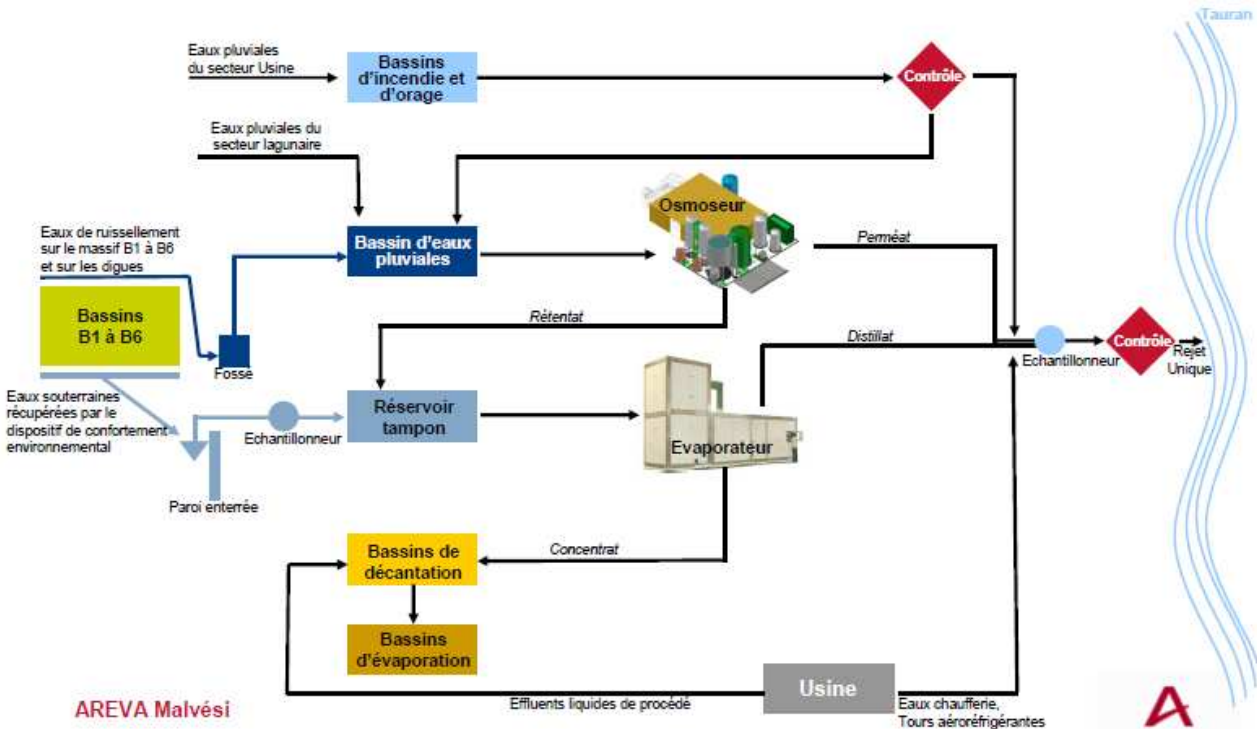 Tauran
Eaux pluviales
du secteur Usine
Bassins
d'incendie et
d'orage
Contrôle
Eaux pluviales du
secteur lagunaire
Osmoseur
Eaux de ruissellement
sur le massif B1 à B6
et sur les digues
Bassin d'eaux
pluviales
Perméat
Bassins
B1 à B6
Rétentat
Distillat
Contrôle
Rejet
Unique
Echantillonneur
Fossé
Eaux souterraines
récupérées par le
dispositif de confortement
environnemental
Echantillonneur
Réservoir
tampon
Evaporateur
Paroi enterrée
Bassins de
décantation
Concentrat
Bassins
d'évaporation
Usine
Effluents liquides de procédé
Eaux chaufferie,
Tours aéroréfrigérantes
AREVA Malvési